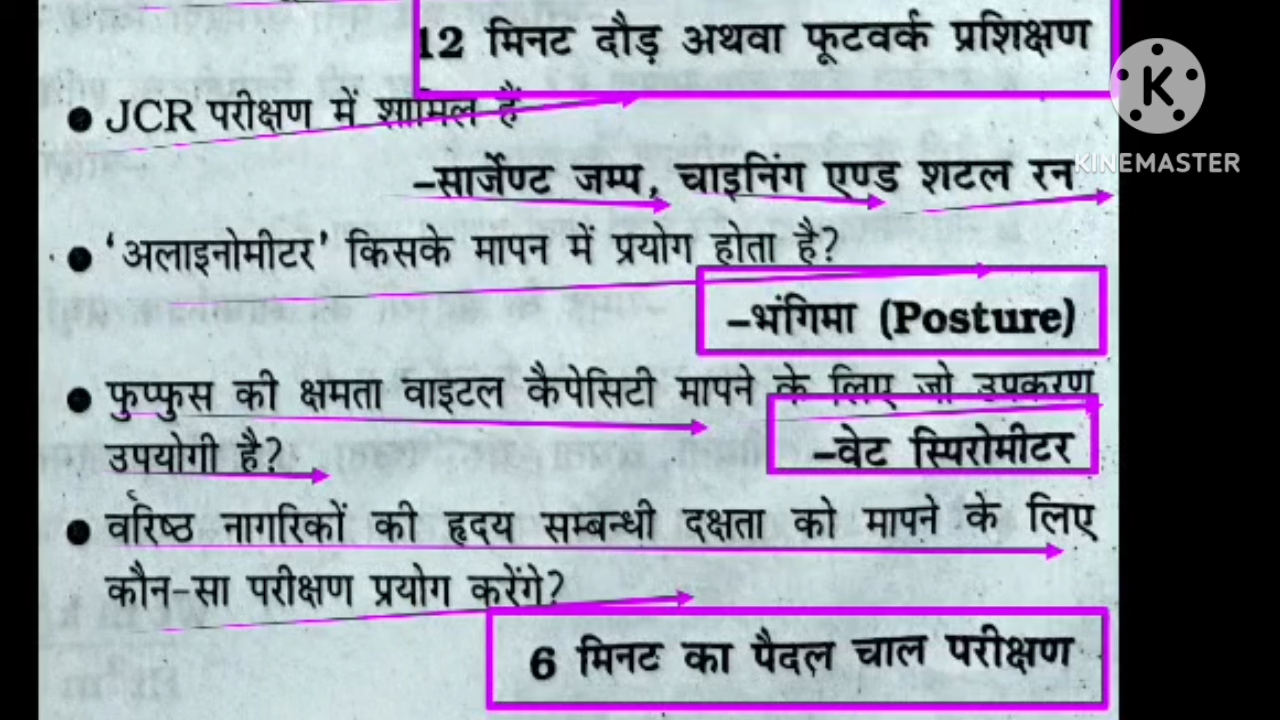 12 मिनट दौड़ अथवा फूटवर्क प्रशिक्षण
● JCR परीक्षण में शामिल हैं
–सार्जेण्ट जम्प, चाइनिंग एण्ड शटल रन
● ‘अलाइनोमीटर’ किसके मापन में प्रयोग होता है?
–भंगिमा (Posture)
● फुप्फुस की क्षमता वाइटल कैपेसिटी मापने के लिए जो उपकरण
उपयोगी है?
–वेट स्पिरोमीटर
● वरिष्ठ नागरिकों की हृदय सम्बन्धी दक्षता को मापने के लिए
कौन-सा परीक्षण प्रयोग करेंगे?
6 मिनट का पैदल चाल परीक्षण
K
KINEMASTER